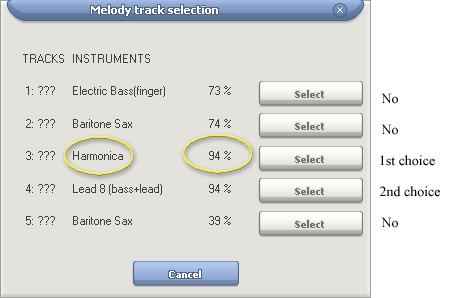 Melody track selection
TRACKS INSTRUMENTS
1: ??? Electric Bass(finger) 73 % Select No
2: ??? Baritone Sax 74 % Select No
3: ??? Harmonica 94 % Select 1st choice
4: ??? Lead 8 (bass+lead) 94 % Select 2nd choice
5: ??? Baritone Sax 39 % Select No
Cancel